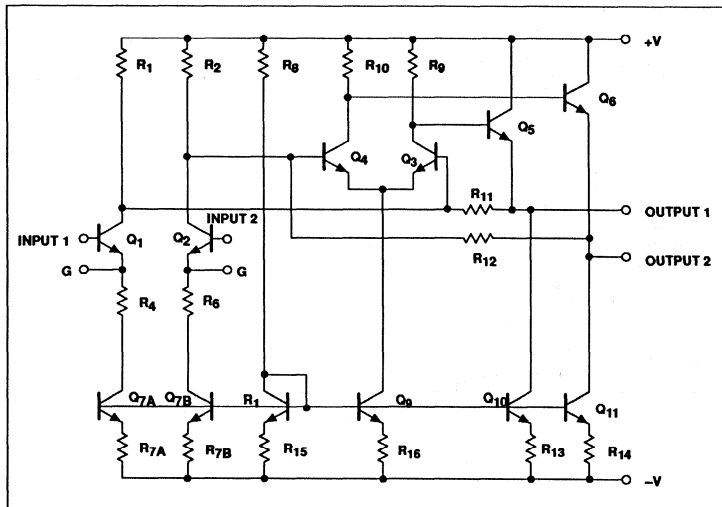 R1 R2 R8 R10 R9 +V
Q6
Q5
Q4 Q3
R11
OUTPUT 1
INPUT 1 Q1 Q2 INPUT 2
R12
OUTPUT 2
G G
R4 R6
Q7A Q7B R1 Q9 Q10 Q11
R7A R7B R15 R16 R13 R14
–V